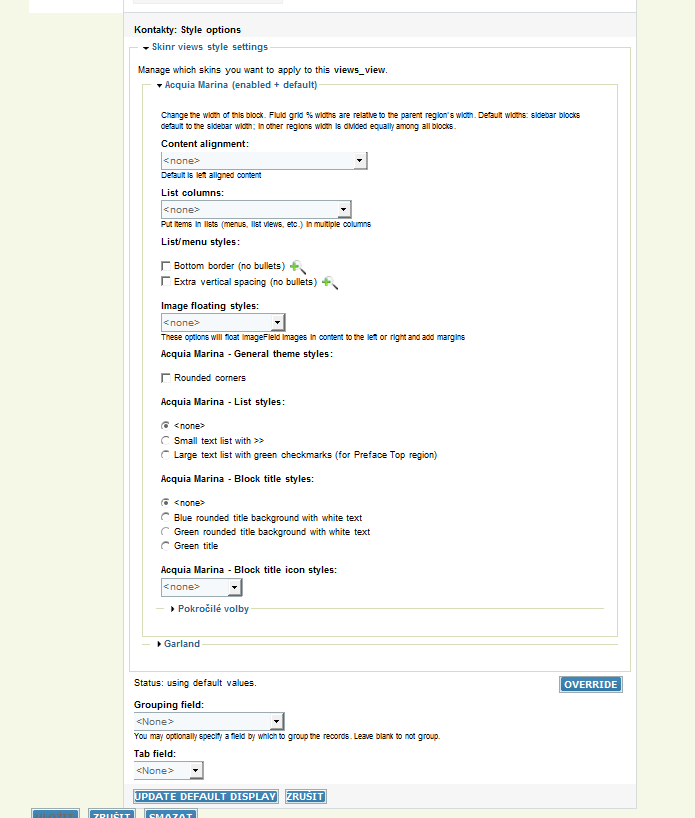 Kontakty: Style options
Skinr views style settings
Manage which skins you want to apply to this views_view.
Acquia Marina (enabled + default)
Change the width of this block. Fluid grid % widths are relative to the parent region's width. Default widths: sidebar blocks
default to the sidebar width; in other regions width is divided equally among all blocks.
Content alignment:
<none>
Default is left aligned content
List columns:
<none>
Put items in lists (menus, list views, etc.) in multiple columns
List/menu styles:
Bottom border (no bullets)
Extra vertical spacing (no bullets)
Image floating styles:
<none>
These options will float imageField images in content to the left or right and add margins
Acquia Marina - General theme styles:
Rounded corners
Acquia Marina - List styles:
<none>
Small text list with >>
Large text list with green checkmarks (for Preface Top region)
Acquia Marina - Block title styles:
<none>
Blue rounded title background with white text
Green rounded title background with white text
Green title
Acquia Marina - Block title icon styles:
<none>
Pokročilé volby
Garland
Status: using default values.
OVERRIDE
Grouping field:
<None>
You may optionally specify a field by which to group the records. Leave blank to not group.
Tab field:
<None>
UPDATE DEFAULT DISPLAY ZRUŠIT
ZRUŠIT SMAZAT